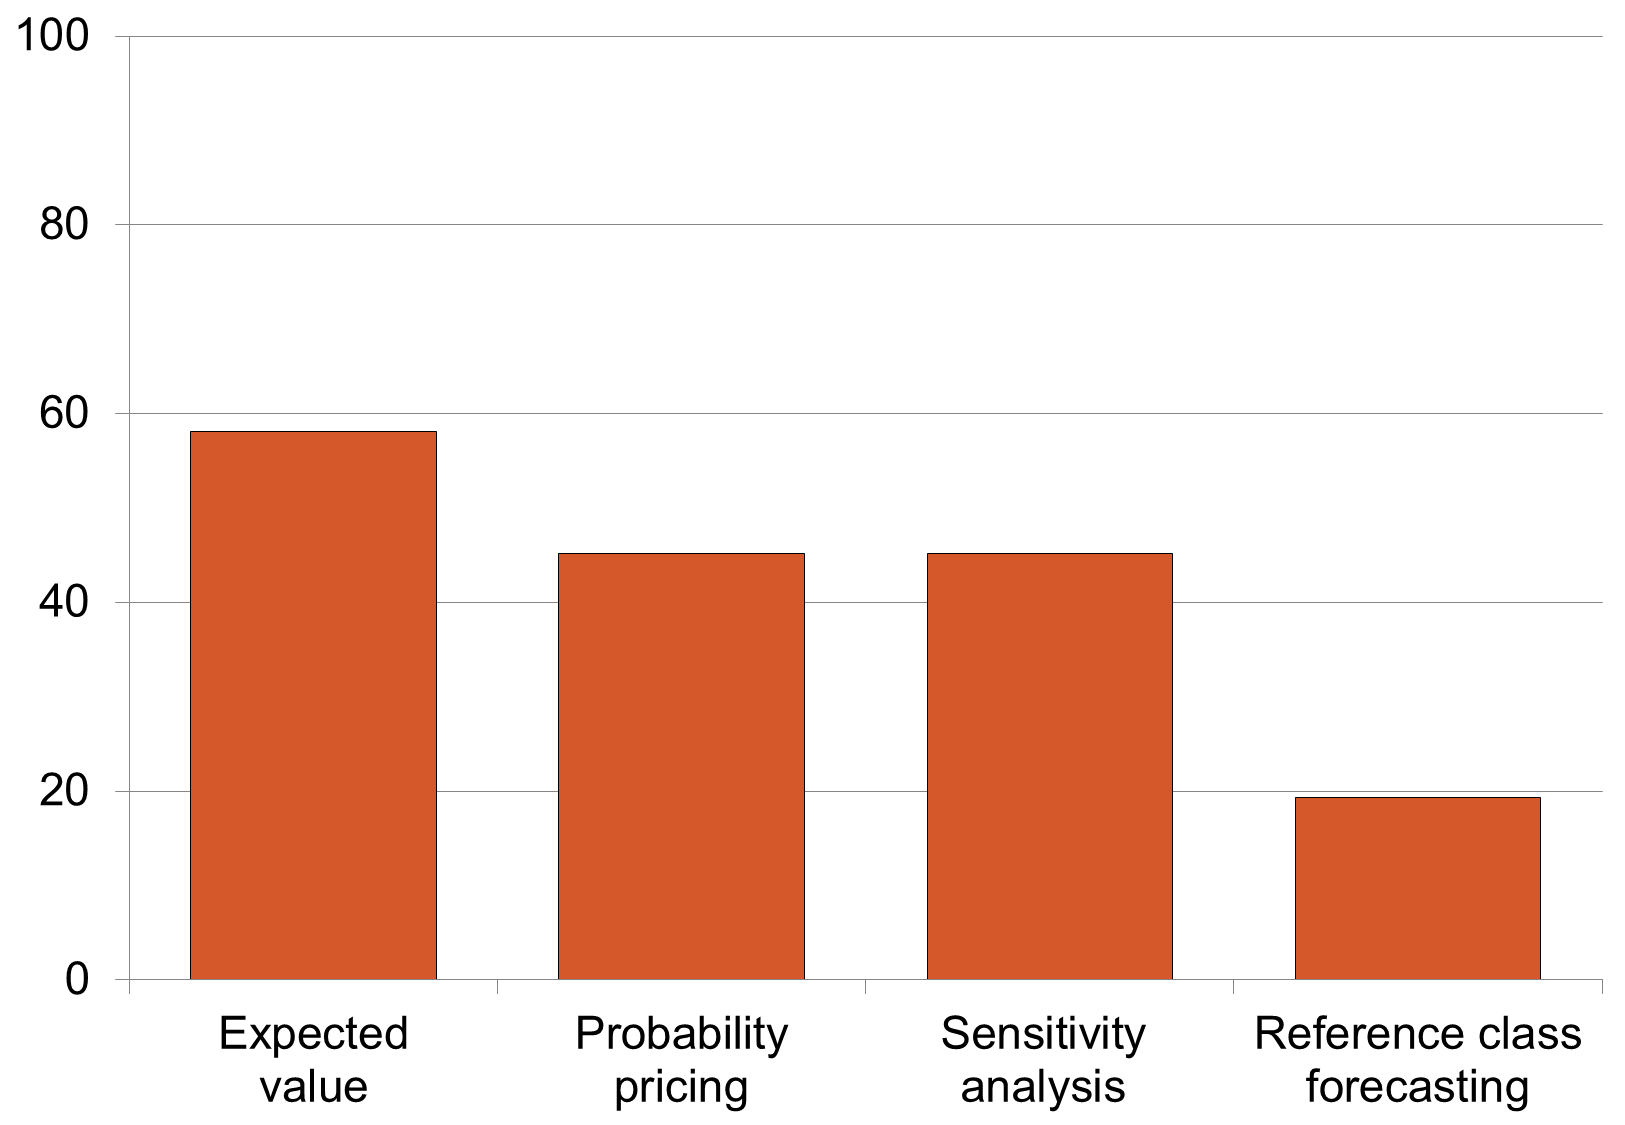 100
80
60
40
20
0
Expected
value
Probability
pricing
Sensitivity
analysis
Reference class
forecasting